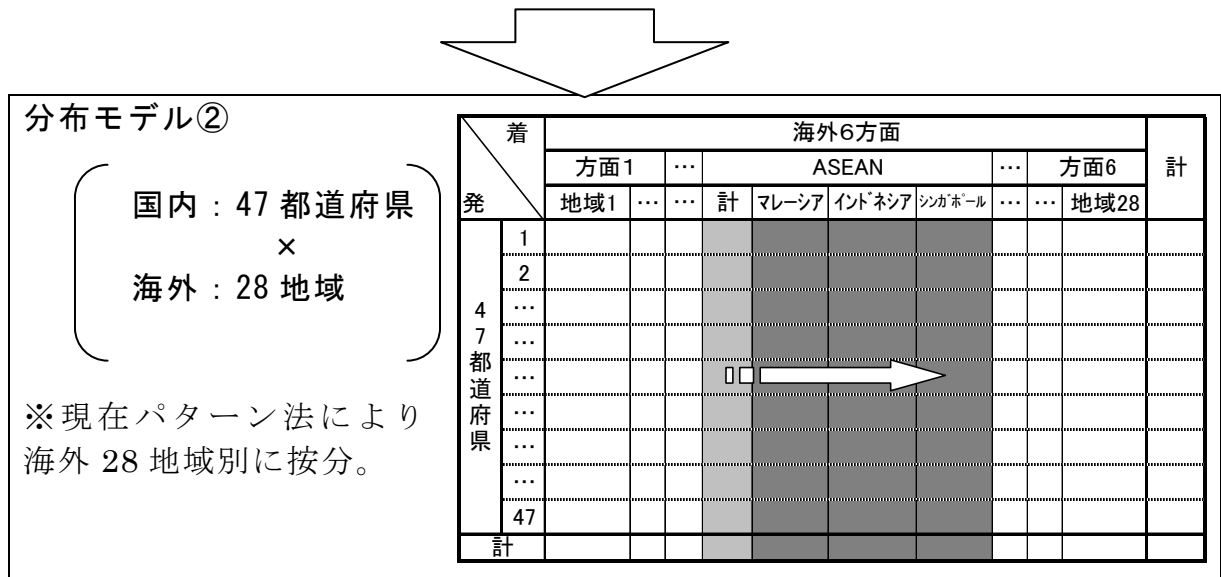 分布モデル②
国内：47 都道府県
×
海外：28 地域
※現在パターン法により
海外 28 地域別に按分。
着
発
海外6方面
計
方面1 … ASEAN … 方面6
地域1 … … 計 マレーシア インドネシア シンガポール … … 地域28
47都道府県
1
2
…
…
…
…
…
…
47
計